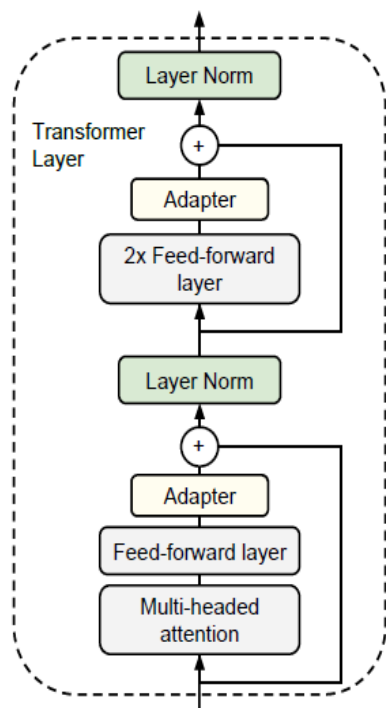 Layer Norm
Transformer
Layer
+
Adapter
2x Feed-forward
layer
Layer Norm
+
Adapter
Feed-forward layer
Multi-headed
attention